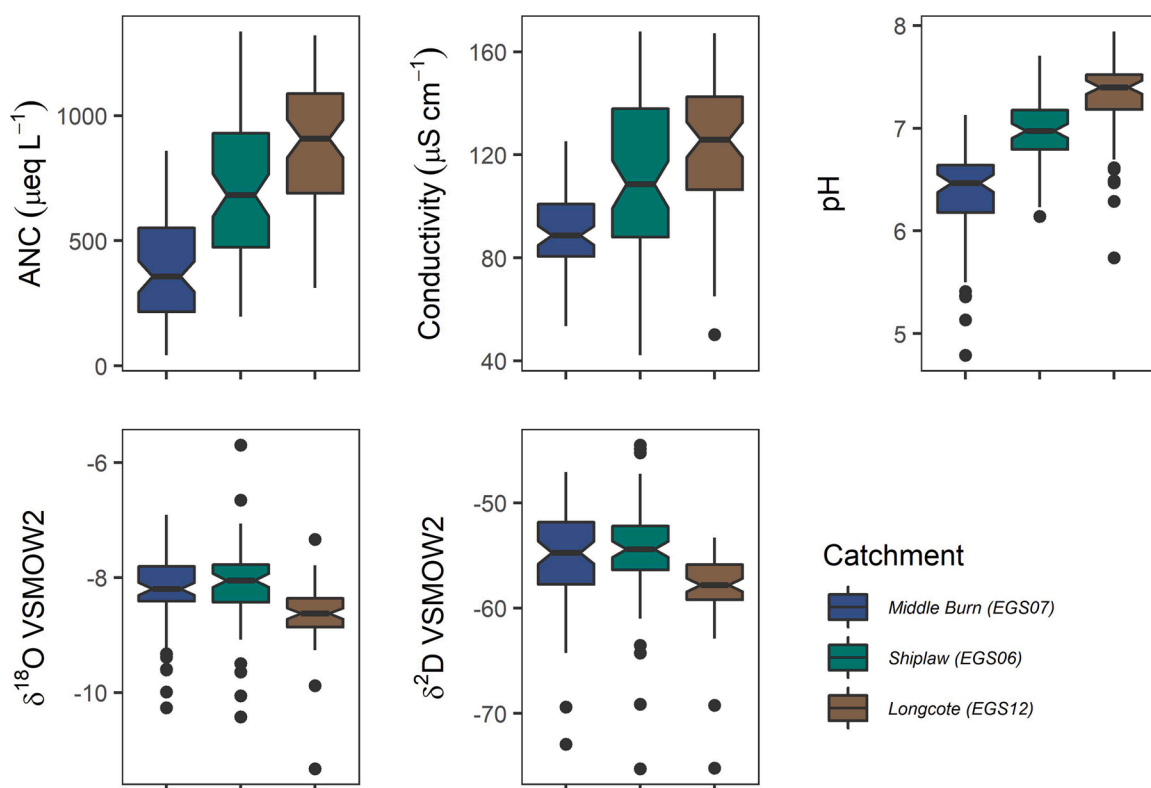 ANC (μeq L⁻¹)
1000
500
0
Conductivity (μS cm⁻¹)
160
120
80
40
pH
8
7
6
5
δ¹⁸O VSMOW2
-6
-8
-10
δ²D VSMOW2
-50
-60
-70
Catchment
Middle Burn (EGS07)
Shiplaw (EGS06)
Longcote (EGS12)